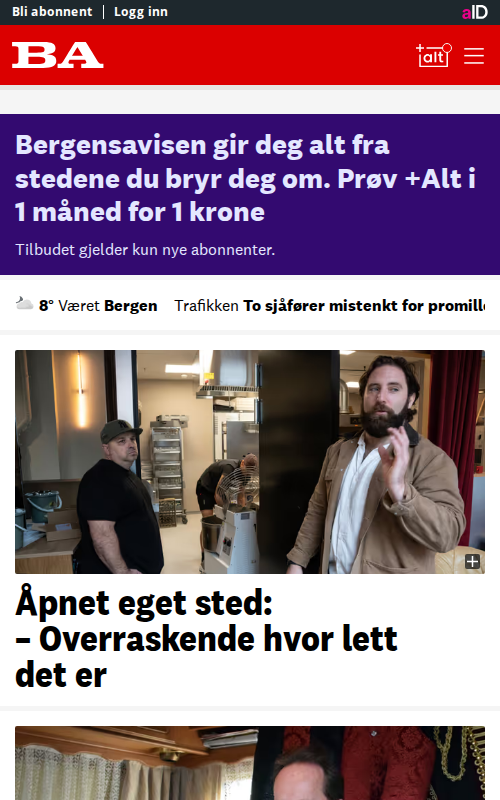 Bli abonnent | Logg inn
aID
BA
+alt
Bergensavisen gir deg alt fra
stedene du bryr deg om. Prøv +Alt i
1 måned for 1 krone
Tilbudet gjelder kun nye abonnenter.
8° Været Bergen Trafikken To sjåfører mistenkt for promille
Åpnet eget sted:
– Overraskende hvor lett
det er